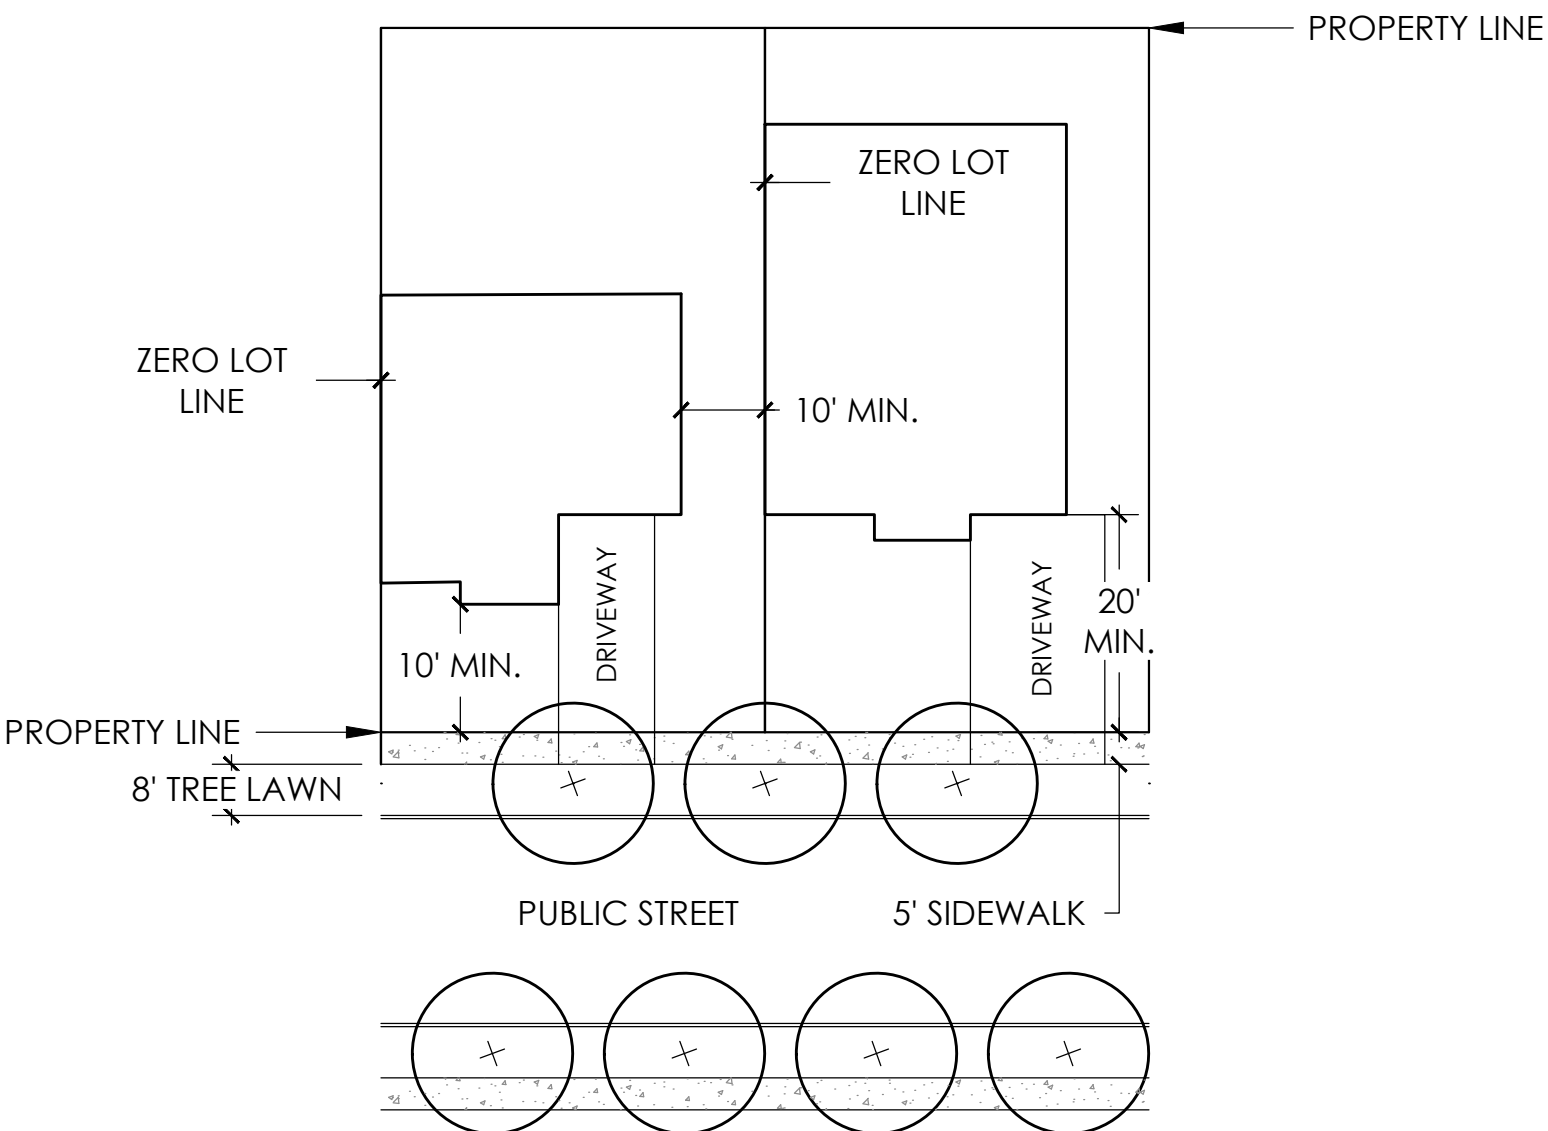 PROPERTY LINE
ZERO LOT
LINE
ZERO LOT
LINE
10' MIN.
DRIVEWAY
DRIVEWAY
20'
MIN.
10' MIN.
PROPERTY LINE
8' TREE LAWN
PUBLIC STREET
5' SIDEWALK